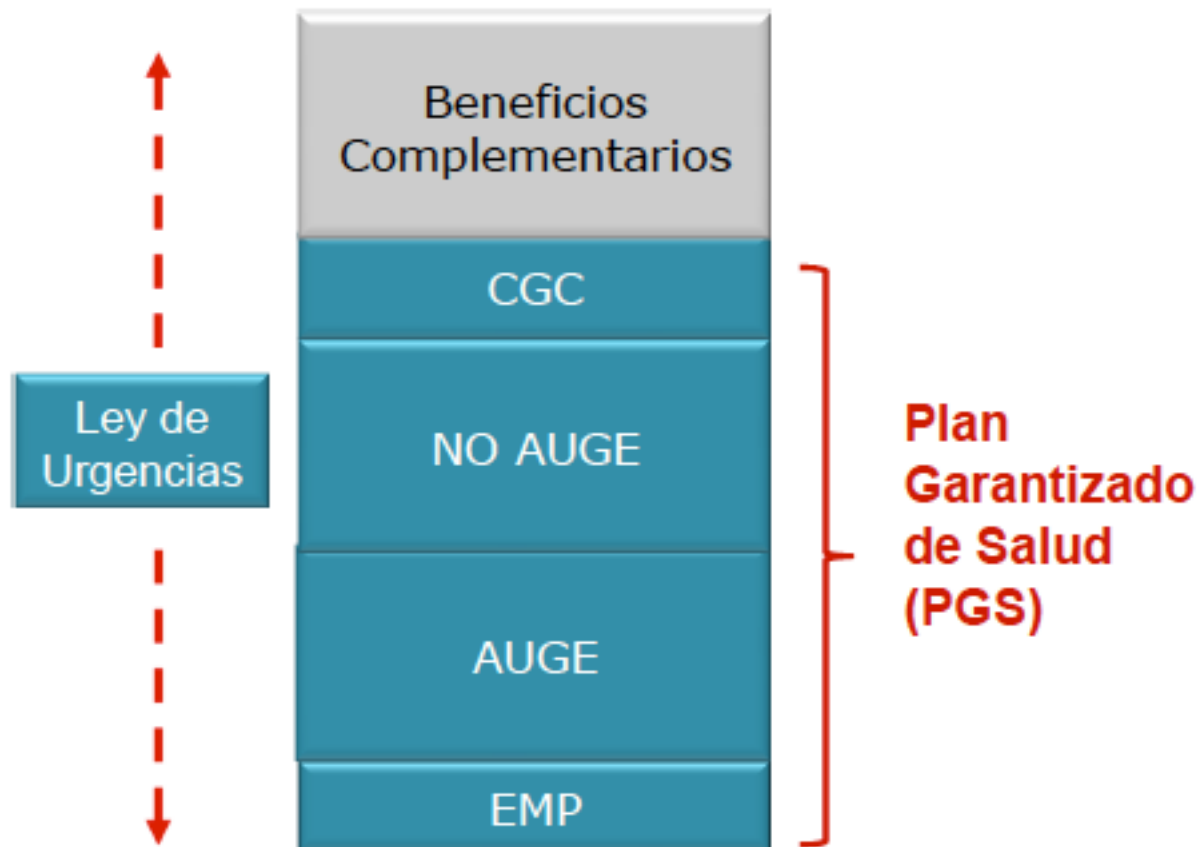 Beneficios
Complementarios
CGC
NO AUGE
AUGE
EMP
Ley de
Urgencias
Plan
Garantizado
de Salud
(PGS)